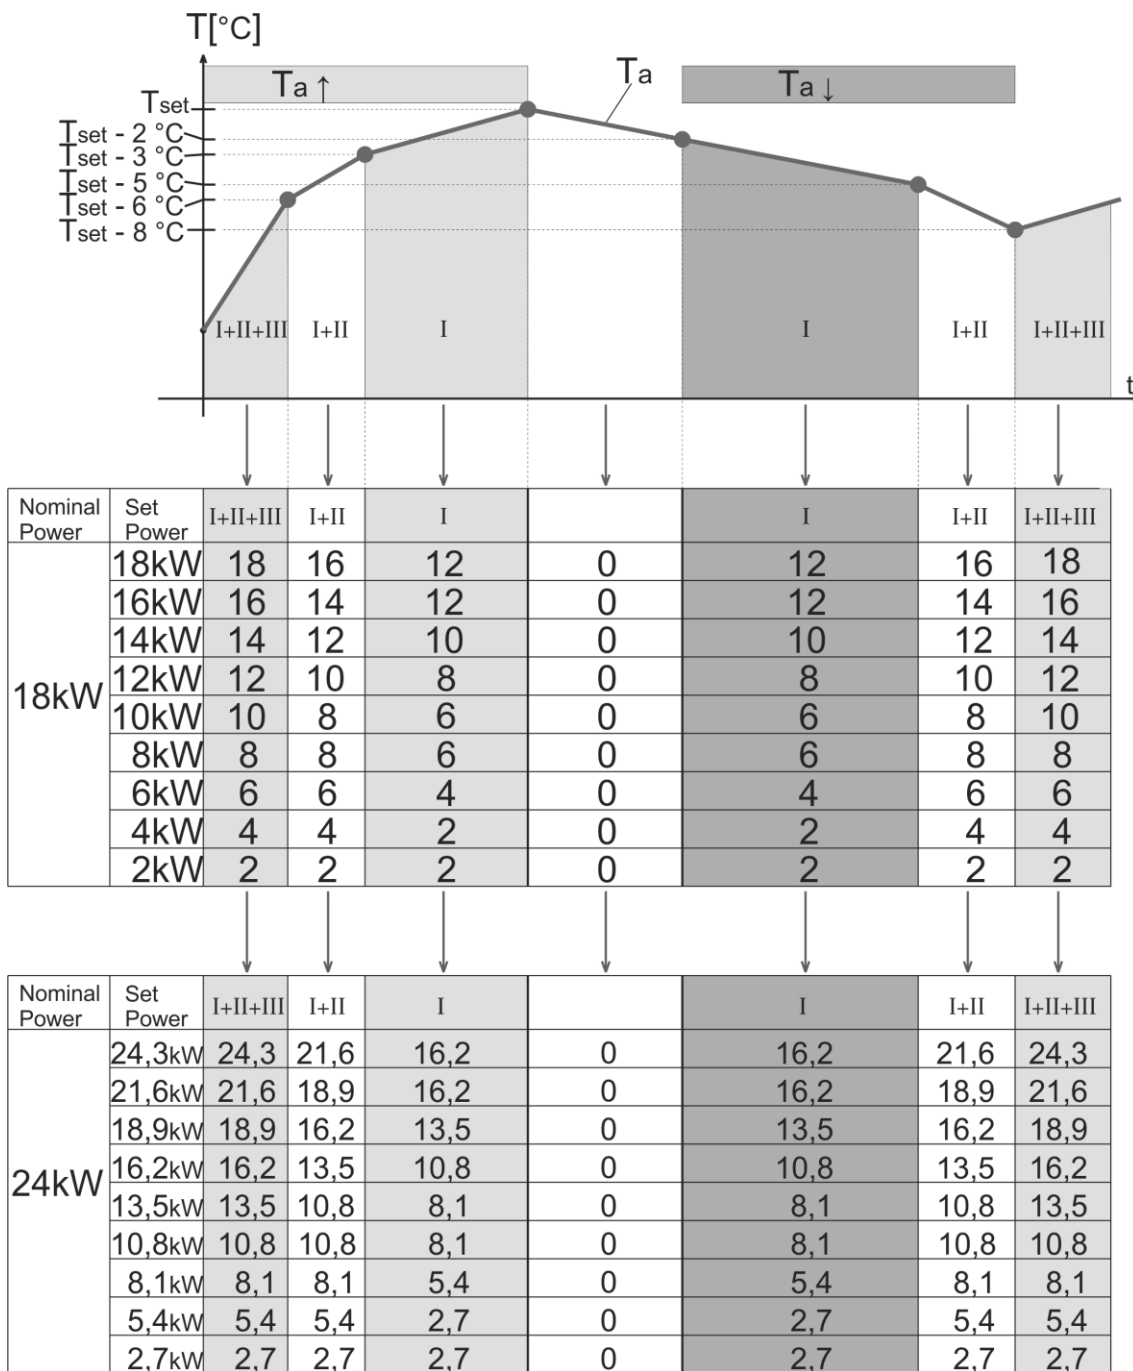 T[°C]
Ta ↑
Ta
Ta ↓
Tset
Tset - 2 °C
Tset - 3 °C
Tset - 5 °C
Tset - 6 °C
Tset - 8 °C
I+II+III I+II I I I+II I+II+III
t
Nominal Power Set Power I+II+III I+II I I I+II I+II+III
18kW
18kW 18 16 12 0 12 16 18
16kW 16 14 12 0 12 14 16
14kW 14 12 10 0 10 12 14
12kW 12 10 8 0 8 10 12
10kW 10 8 6 0 6 8 10
8kW 8 8 6 0 6 8 8
6kW 6 6 4 0 4 6 6
4kW 4 4 2 0 2 4 4
2kW 2 2 2 0 2 2 2
Nominal Power Set Power I+II+III I+II I I I+II I+II+III
24kW
24,3kW 24,3 21,6 16,2 0 16,2 21,6 24,3
21,6kW 21,6 18,9 16,2 0 16,2 18,9 21,6
18,9kW 18,9 16,2 13,5 0 13,5 16,2 18,9
16,2kW 16,2 13,5 10,8 0 10,8 13,5 16,2
13,5kW 13,5 10,8 8,1 0 8,1 10,8 13,5
10,8kW 10,8 10,8 8,1 0 8,1 10,8 10,8
8,1kW 8,1 8,1 5,4 0 5,4 8,1 8,1
5,4kW 5,4 5,4 2,7 0 2,7 5,4 5,4
2,7kW 2,7 2,7 2,7 0 2,7 2,7 2,7